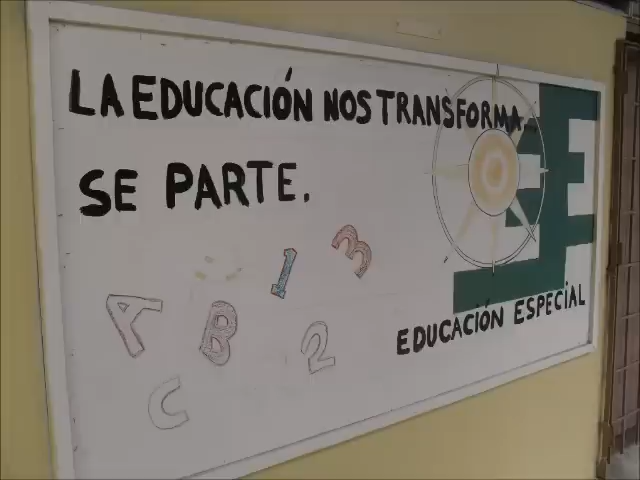 LA EDUCACIÓN NOS TRANSFORMA...
SE PARTE.
1 3
A B 2
C
E E
EDUCACIÓN ESPECIAL